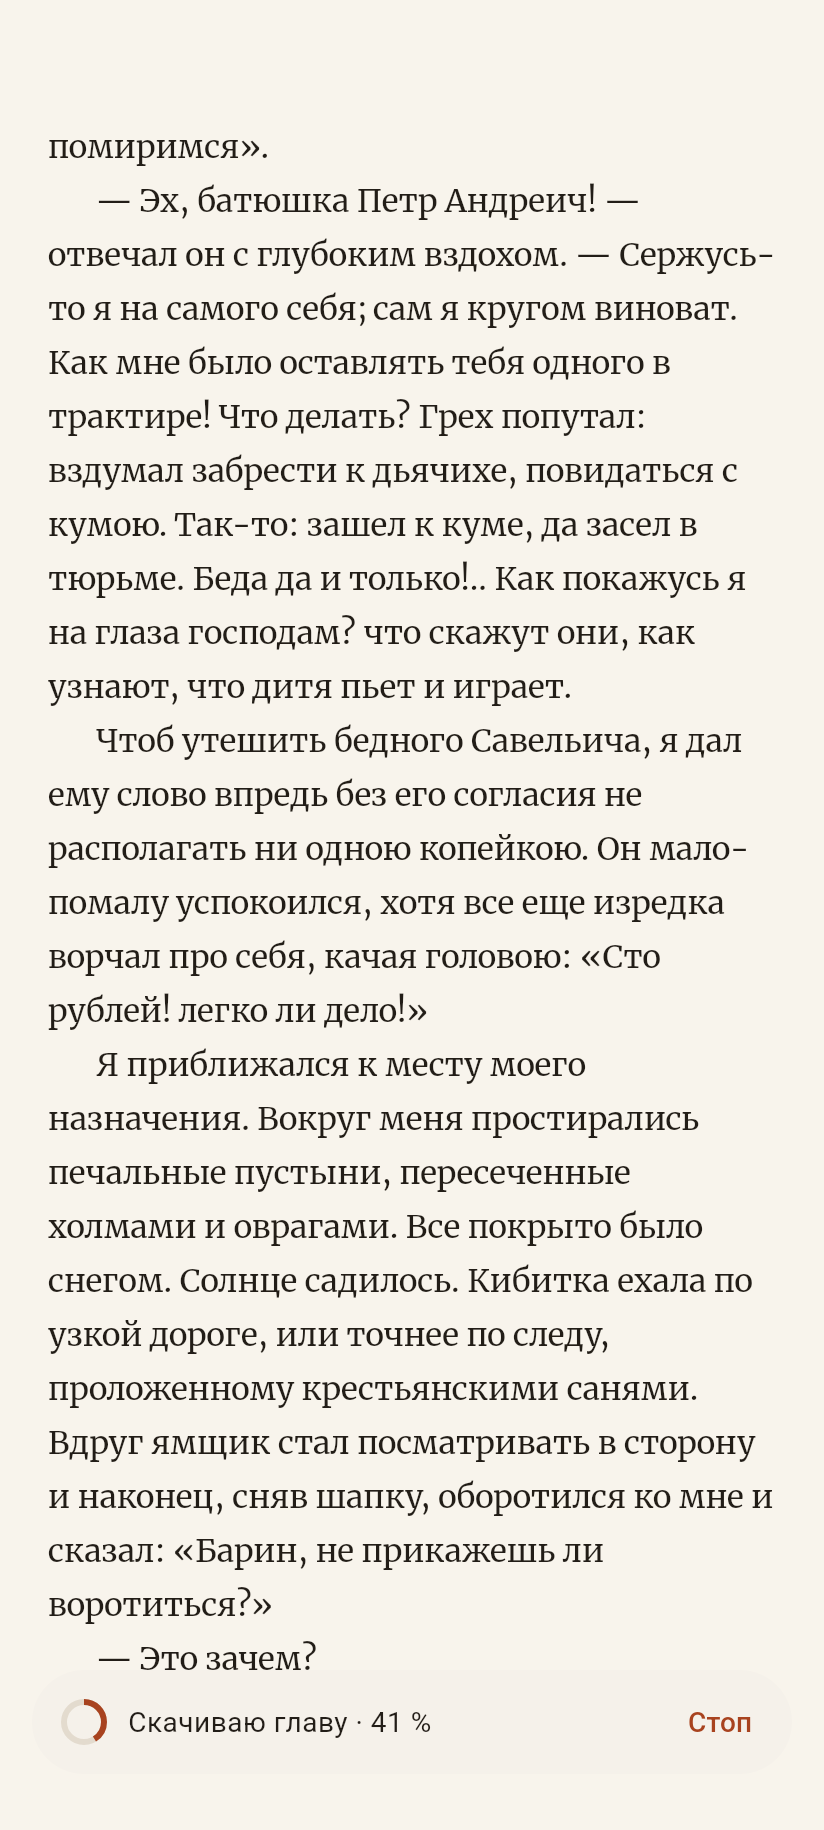 помиримся».
— Эх, батюшка Петр Андреич! —
отвечал он с глубоким вздохом. — Сержусь-
то я на самого себя; сам я кругом виноват.
Как мне было оставлять тебя одного в
трактире! Что делать? Грех попутал:
вздумал забрести к дьячихе, повидаться с
кумою. Так-то: зашел к куме, да засел в
тюрьме. Беда да и только!.. Как покажусь я
на глаза господам? что скажут они, как
узнают, что дитя пьет и играет.
Чтоб утешить бедного Савельича, я дал
ему слово впредь без его согласия не
располагать ни одною копейкою. Он мало-
помалу успокоился, хотя все еще изредка
ворчал про себя, качая головою: «Сто
рублей! легко ли дело!»
Я приближался к месту моего
назначения. Вокруг меня простирались
печальные пустыни, пересеченные
холмами и оврагами. Все покрыто было
снегом. Солнце садилось. Кибитка ехала по
узкой дороге, или точнее по следу,
проложенному крестьянскими санями.
Вдруг ямщик стал посматривать в сторону
и наконец, сняв шапку, оборотился ко мне и
сказал: «Барин, не прикажешь ли
воротиться?»
— Это зачем?
Скачиваю главу · 41 %
Стоп